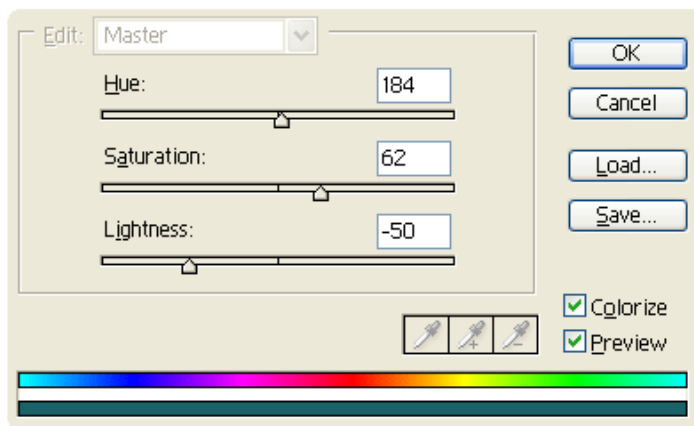 Edit: Master
OK
Hue: 184
Cancel
Saturation: 62
Load...
Save...
Lightness: -50
Colorize
Preview